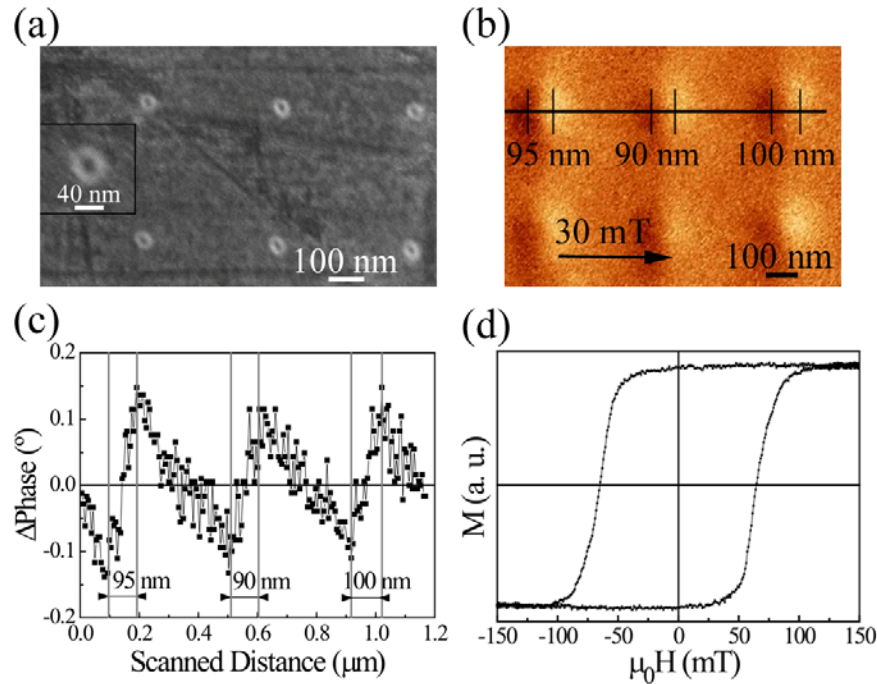 (a)
40 nm
100 nm
(b)
95 nm 90 nm 100 nm
30 mT
100 nm
(c)
ΔPhase (º)
0.2
0.1
0.0
-0.1
-0.2
95 nm 90 nm 100 nm
0.0 0.2 0.4 0.6 0.8 1.0 1.2
Scanned Distance (μm)
(d)
M (a. u.)
-150 -100 -50 0 50 100 150
μ₀H (mT)